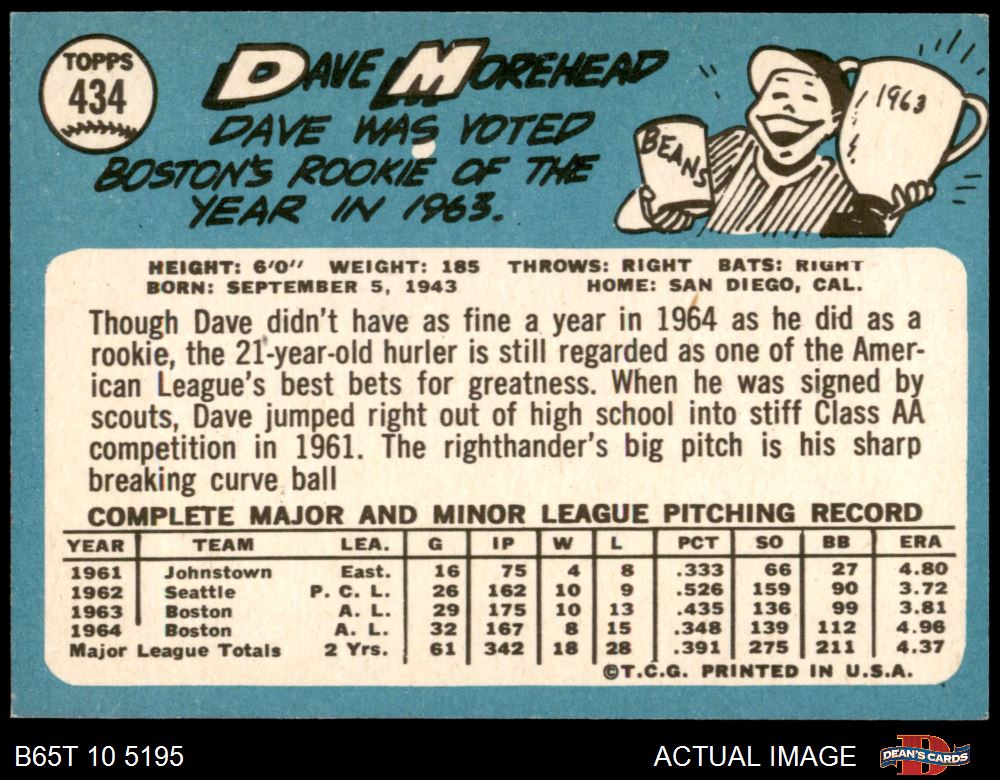 TOPPS
434
DAVE MOREHEAD
DAVE WAS VOTED
BOSTON'S ROOKIE OF THE
YEAR IN 1963.
BEANS
1963
HEIGHT: 6'0" WEIGHT: 185 THROWS: RIGHT BATS: RIGHT
BORN: SEPTEMBER 5, 1943 HOME: SAN DIEGO, CAL.
Though Dave didn't have as fine a year in 1964 as he did as a
rookie, the 21-year-old hurler is still regarded as one of the Amer-
ican League's best bets for greatness. When he was signed by
scouts, Dave jumped right out of high school into stiff Class AA
competition in 1961. The righthander's big pitch is his sharp
breaking curve ball
COMPLETE MAJOR AND MINOR LEAGUE PITCHING RECORD
YEAR TEAM LEA. G IP W L PCT SO BB ERA
1961 Johnstown East. 16 75 4 8 .333 66 27 4.80
1962 Seattle P. C. L. 26 162 10 9 .526 159 90 3.72
1963 Boston A. L. 29 175 10 13 .435 136 99 3.81
1964 Boston A. L. 32 167 8 15 .348 139 112 4.96
Major League Totals 2 Yrs. 61 342 18 28 .391 275 211 4.37
©T.C.G. PRINTED IN U.S.A.
B65T 10 5195 ACTUAL IMAGE DEAN'S CARDS